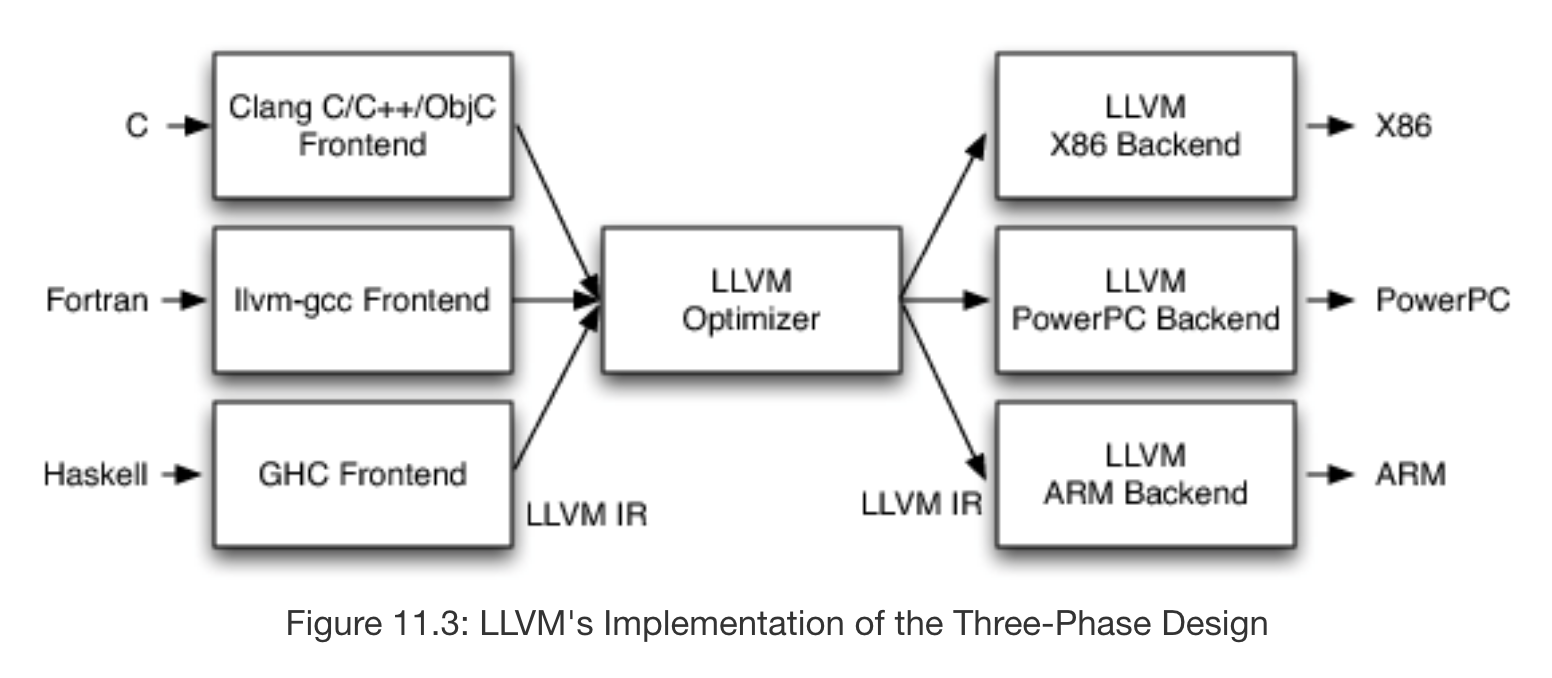 C
Clang C/C++/ObjC
Frontend
LLVM
X86 Backend
X86
Fortran
llvm-gcc Frontend
LLVM
Optimizer
LLVM
PowerPC Backend
PowerPC
Haskell
GHC Frontend
LLVM IR
LLVM IR
LLVM
ARM Backend
ARM
Figure 11.3: LLVM's Implementation of the Three-Phase Design